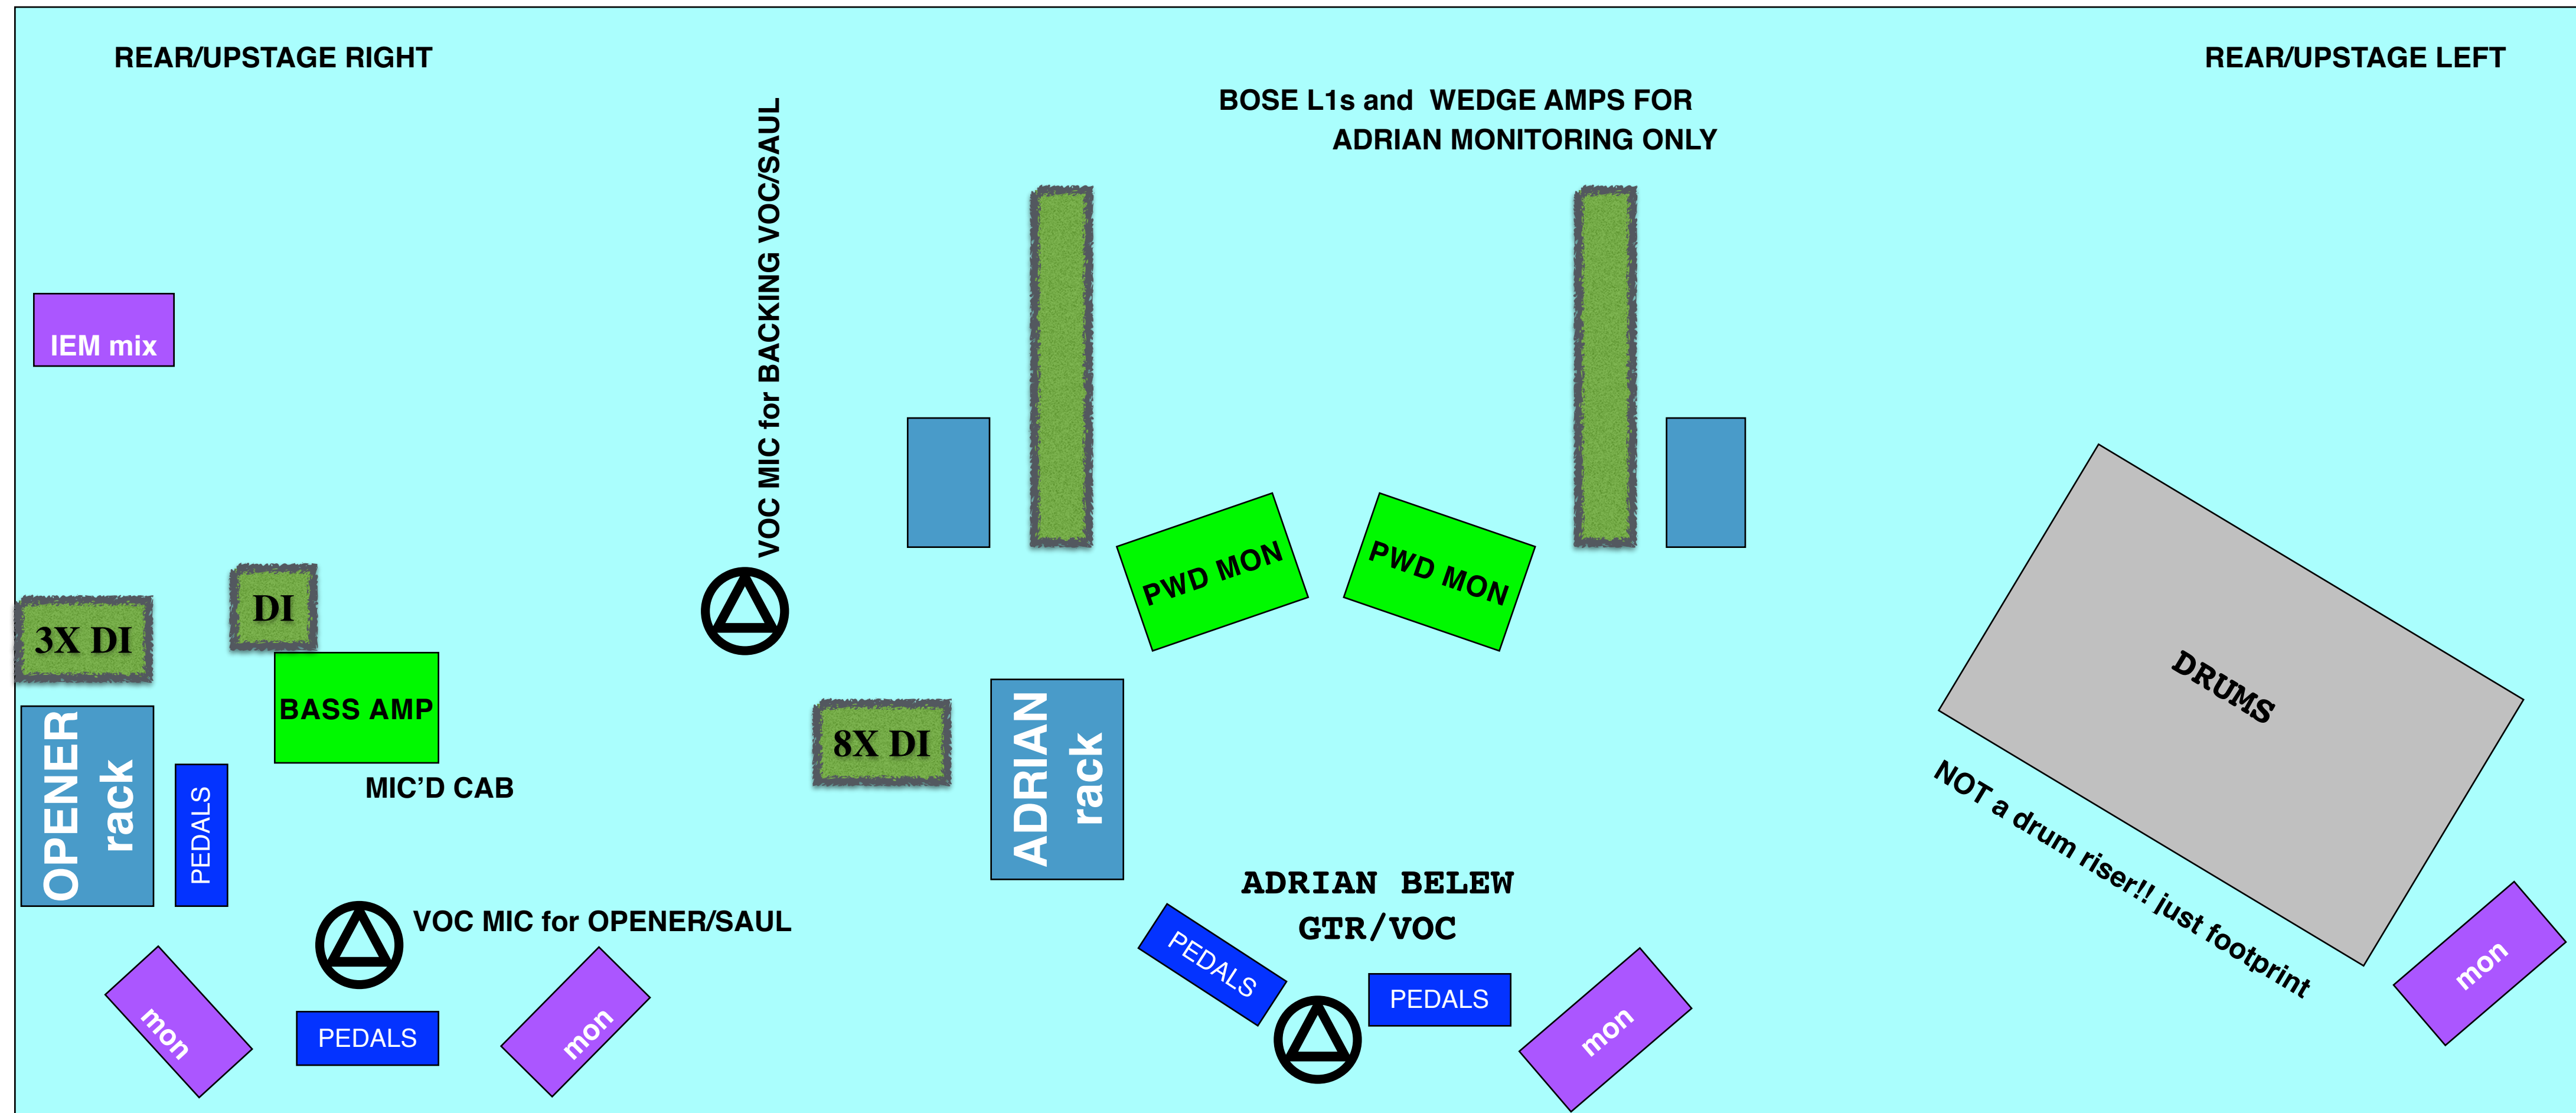 REAR/UPSTAGE RIGHT
REAR/UPSTAGE LEFT
BOSE L1s and WEDGE AMPS FOR
ADRIAN MONITORING ONLY
VOC MIC for BACKING VOC/SAUL
IEM mix
PWD MON
PWD MON
DI
3X DI
BASS AMP
MIC’D CAB
OPENER
rack
PEDALS
8X DI
ADRIAN
rack
DRUMS
NOT a drum riser!! just footprint
ADRIAN BELEW
GTR/VOC
VOC MIC for OPENER/SAUL
mon
PEDALS
mon
PEDALS
PEDALS
mon
mon